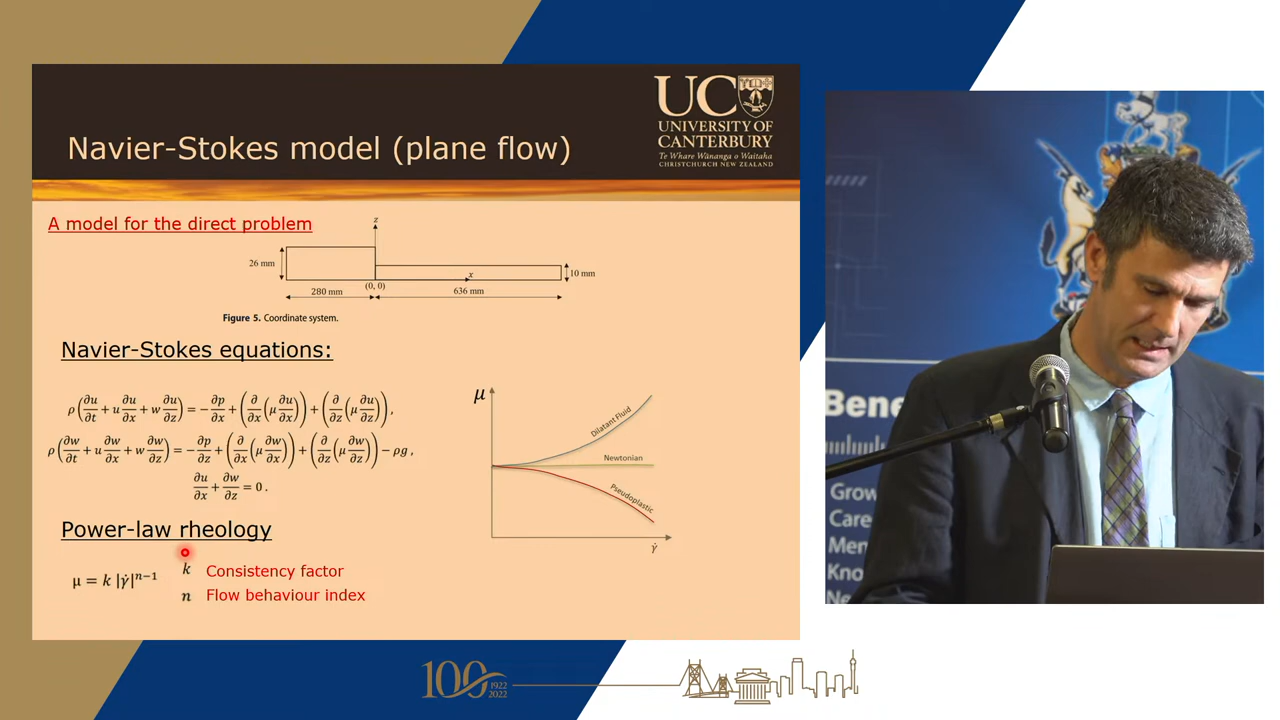 Navier-Stokes model (plane flow)
UC
UNIVERSITY OF
CANTERBURY
Te Whare Wānanga o Waitaha
CHRISTCHURCH NEW ZEALAND
A model for the direct problem
z
26 mm
x
10 mm
(0, 0)
280 mm
636 mm
Figure 5. Coordinate system.
Navier-Stokes equations:
ρ(∂u/∂t + u ∂u/∂x + w ∂u/∂z) = −∂p/∂x + (∂/∂x(μ ∂u/∂x)) + (∂/∂z(μ ∂u/∂z)),
ρ(∂w/∂t + u ∂w/∂x + w ∂w/∂z) = −∂p/∂z + (∂/∂x(μ ∂w/∂x)) + (∂/∂z(μ ∂w/∂z)) − ρg,
∂u/∂x + ∂w/∂z = 0.
μ
Dilatant Fluid
Newtonian
Pseudoplastic
γ̇
Power-law rheology
μ = k |γ̇|ⁿ⁻¹
k Consistency factor
n Flow behaviour index
Bene
Grow
Care
Men
Kno
Ne
100
1922
2022